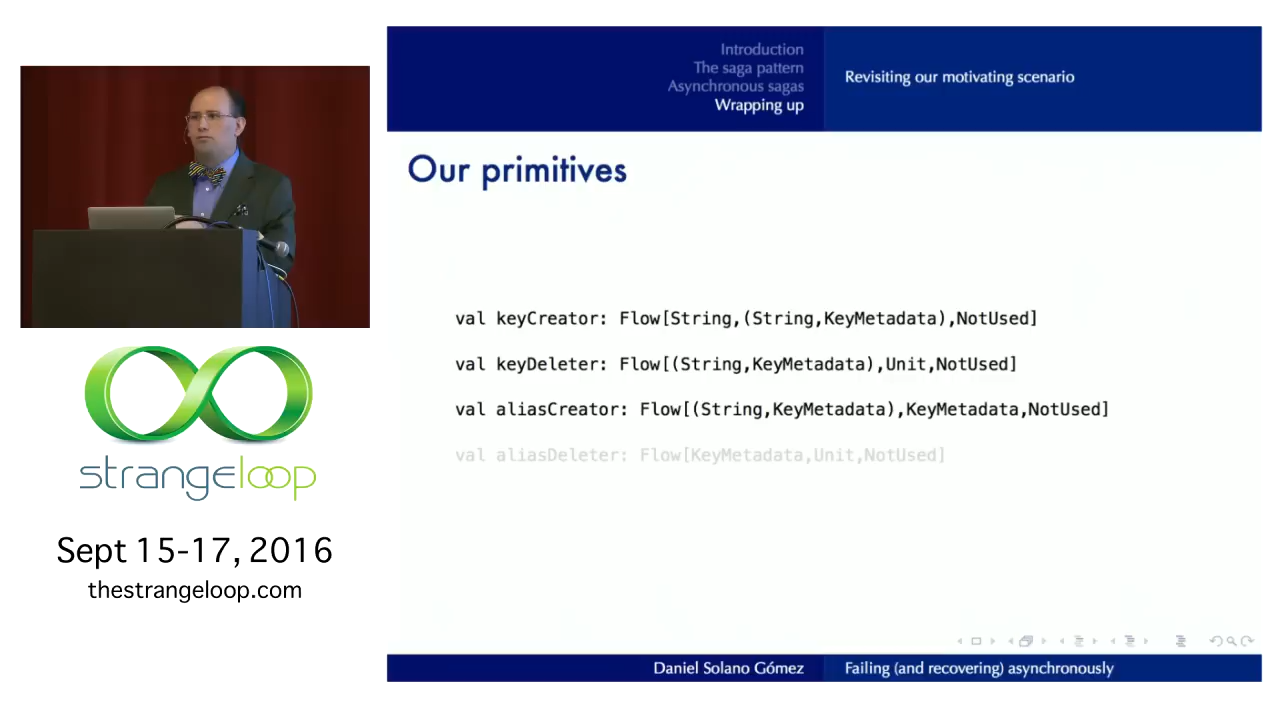 Introduction
The saga pattern
Asynchronous sagas
Wrapping up
Revisiting our motivating scenario
Our primitives
val keyCreator: Flow[String,(String,KeyMetadata),NotUsed]
val keyDeleter: Flow[(String,KeyMetadata),Unit,NotUsed]
val aliasCreator: Flow[(String,KeyMetadata),KeyMetadata,NotUsed]
val aliasDeleter: Flow[KeyMetadata,Unit,NotUsed]
strangeloop
Sept 15-17, 2016
thestrangeloop.com
Daniel Solano Gómez
Failing (and recovering) asynchronously